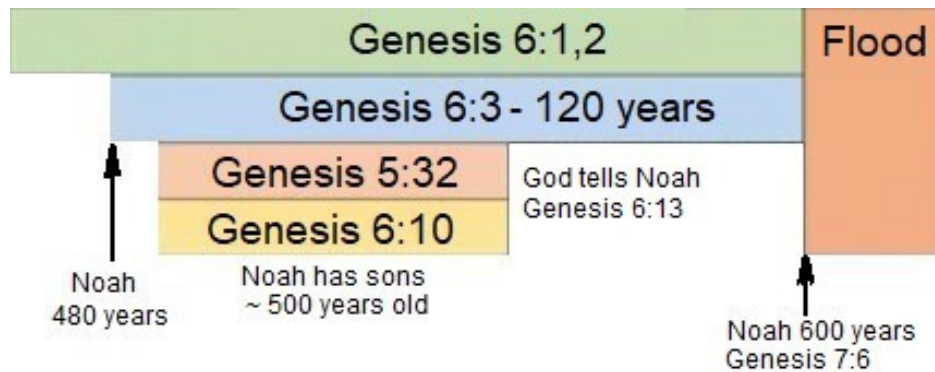 Genesis 6:1,2
Flood
Genesis 6:3 - 120 years
Genesis 5:32
God tells Noah
Genesis 6:13
Genesis 6:10
Noah
480 years
Noah has sons
~ 500 years old
Noah 600 years
Genesis 7:6